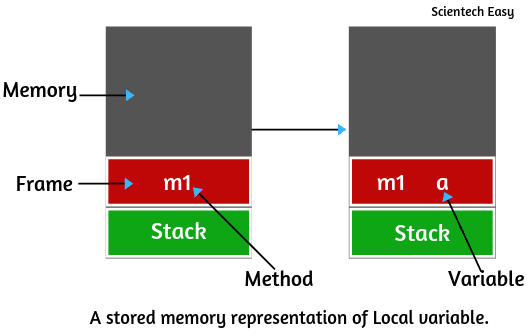 Scientech Easy
Memory
Frame
m1
m1 a
Stack
Stack
Method
Variable
A stored memory representation of Local variable.